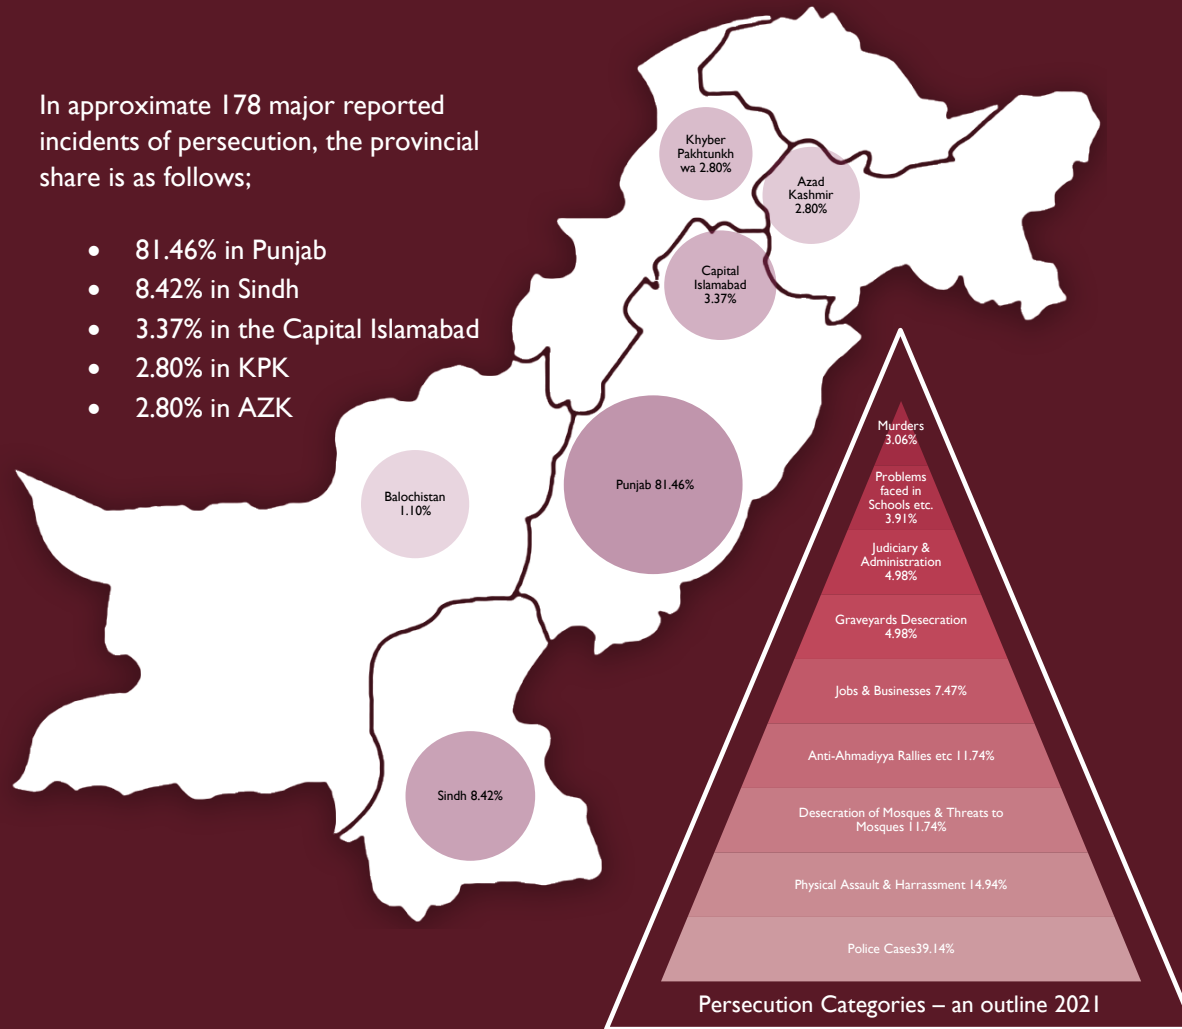 In approximate 178 major reported
incidents of persecution, the provincial
share is as follows;
• 81.46% in Punjab
• 8.42% in Sindh
• 3.37% in the Capital Islamabad
• 2.80% in KPK
• 2.80% in AZK
Khyber
Pakhtunkh
wa 2.80%
Azad
Kashmir
2.80%
Capital
Islamabad
3.37%
Balochistan
1.10%
Punjab 81.46%
Sindh 8.42%
Murders
3.06%
Problems
faced in
Schools etc.
3.91%
Judiciary &
Administration
4.98%
Graveyards Desecration
4.98%
Jobs & Businesses 7.47%
Anti-Ahmadiyya Rallies etc 11.74%
Desecration of Mosques & Threats to
Mosques 11.74%
Physical Assault & Harrassment 14.94%
Police Cases39.14%
Persecution Categories – an outline 2021